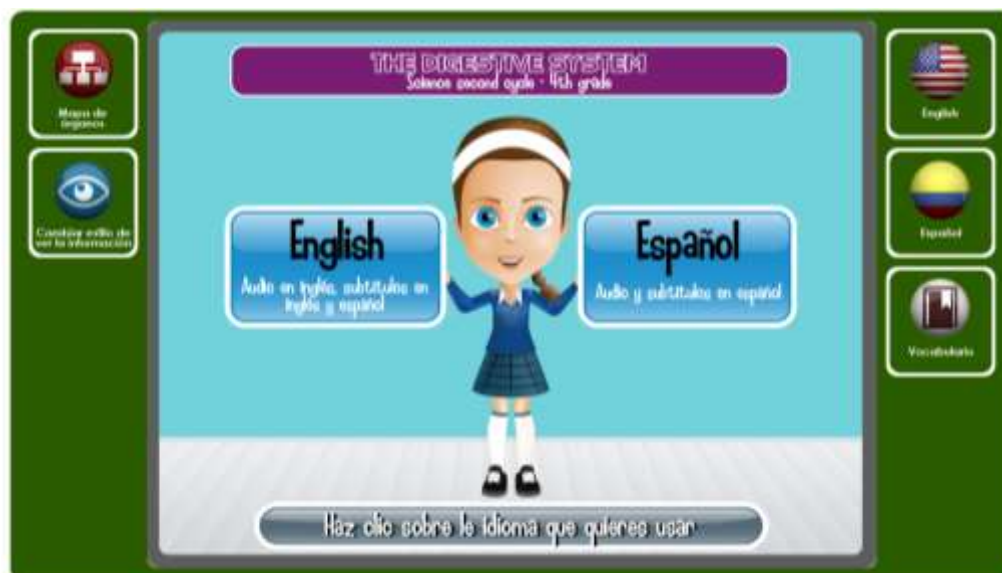 THE DIGESTIVE SYSTEM
Science second cycle - 4th grade
Mapa de
órganos
Cambiar estilo de
ver la información
English
Audio en inglés, subtítulos en
inglés y español
Español
Audio y subtítulos en español
English
Español
Vocabulario
Haz clic sobre le idioma que quieres usar